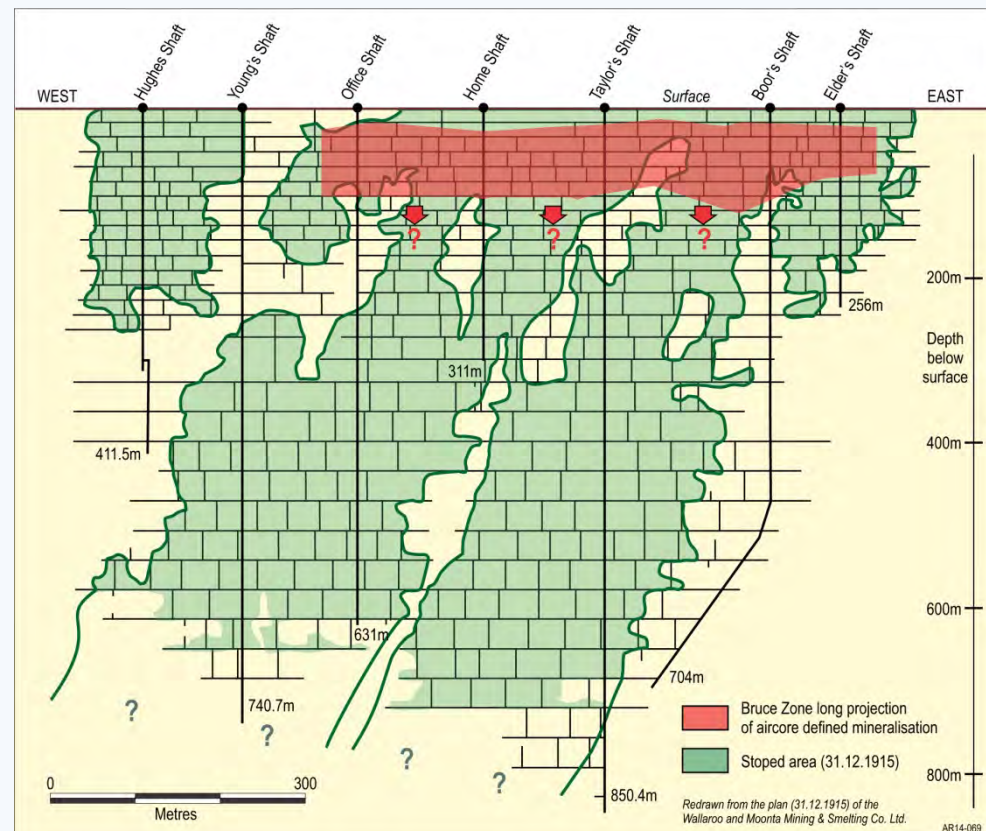 Hughes Shaft
Young's Shaft
Office Shaft
Home Shaft
Taylor's Shaft
Boor's Shaft
Elder's Shaft
WEST
Surface
EAST
?
?
?
200m
256m
Depth
below
surface
311m
400m
411.5m
600m
631m
704m
740.7m
?
?
?
?
Bruce Zone long projection
of aircore defined mineralisation
Stoped area (31.12.1915)
800m
850.4m
0
300
Metres
Redrawn from the plan (31.12.1915) of the
Wallaroo and Moonta Mining & Smelting Co. Ltd.
AR14-069